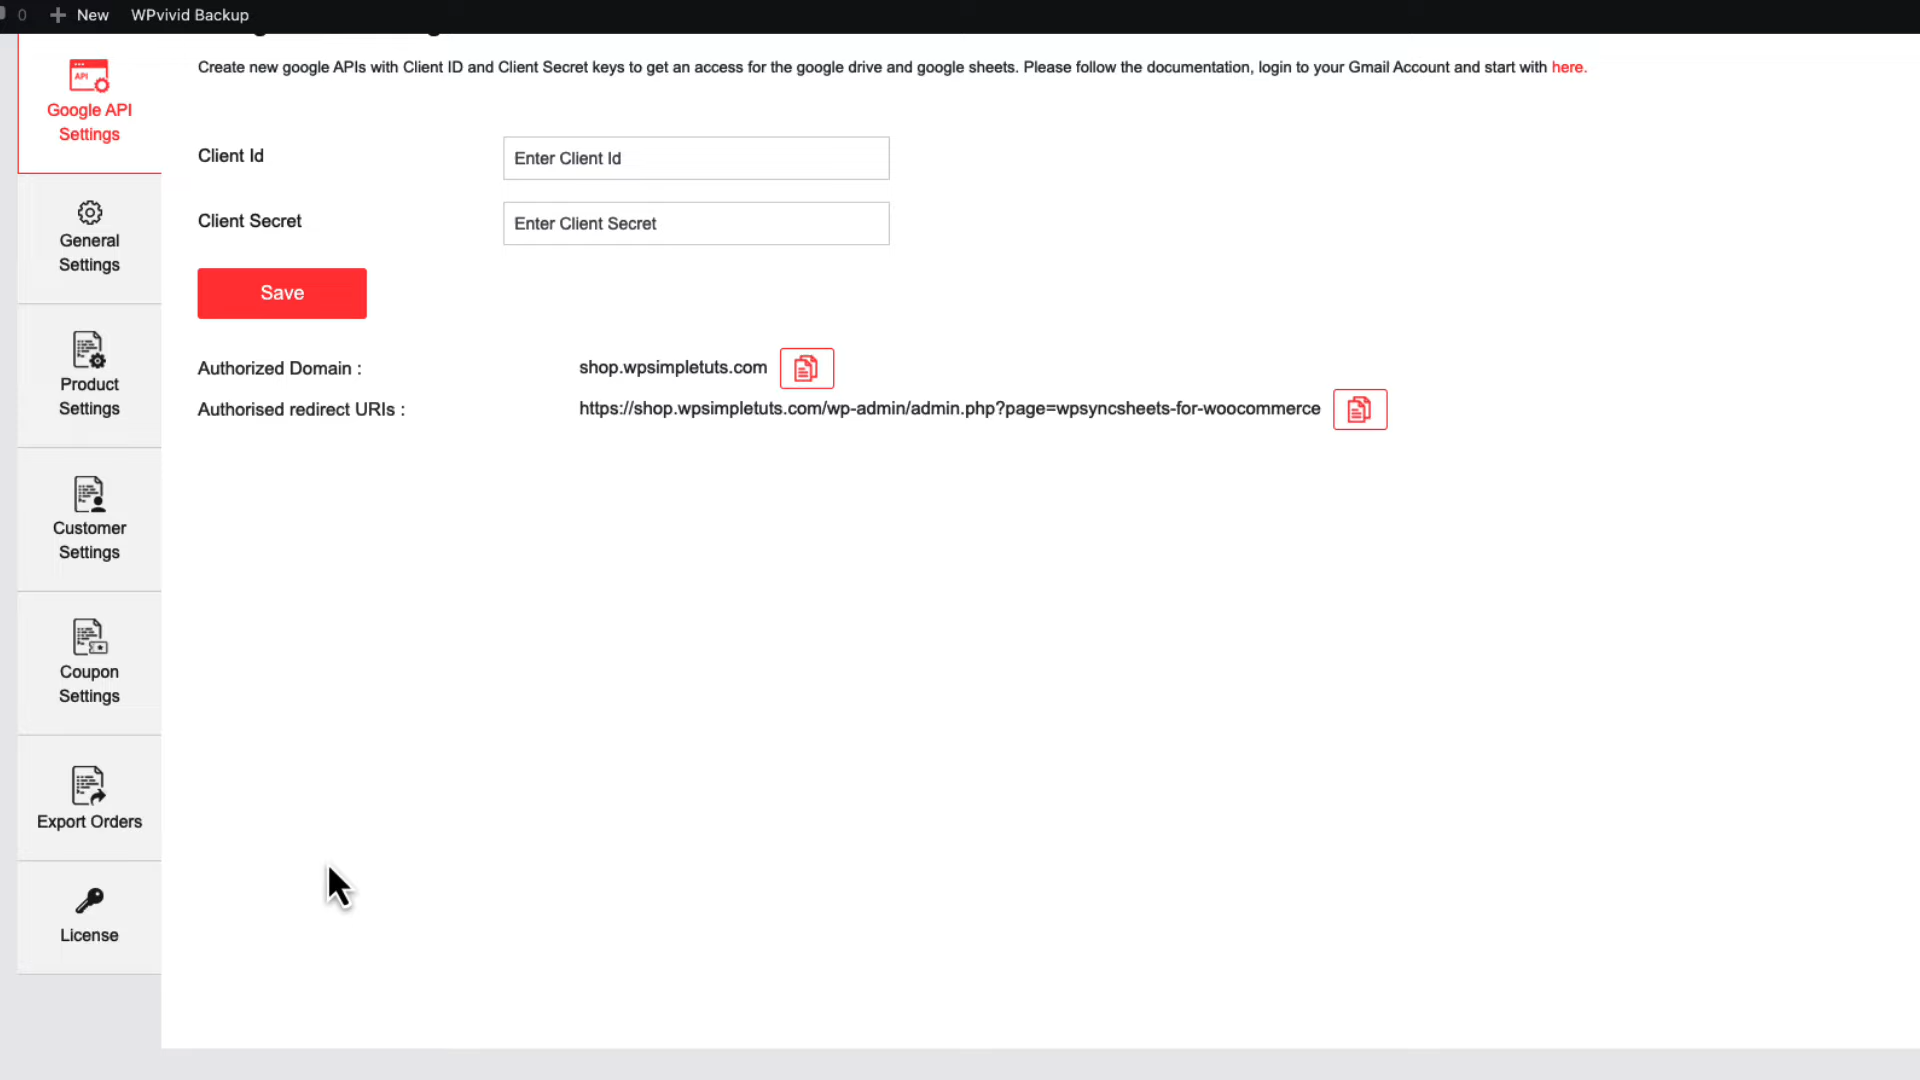 0 New WPvivid Backup
Create new google APIs with Client ID and Client Secret keys to get an access for the google drive and google sheets. Please follow the documentation, login to your Gmail Account and start with here.
API
Google API
Settings
Client Id
Enter Client Id
Client Secret
Enter Client Secret
General
Settings
Save
Product
Settings
Authorized Domain :
shop.wpsimpletuts.com
Authorised redirect URIs :
https://shop.wpsimpletuts.com/wp-admin/admin.php?page=wpsyncsheets-for-woocommerce
Customer
Settings
Coupon
Settings
Export Orders
License